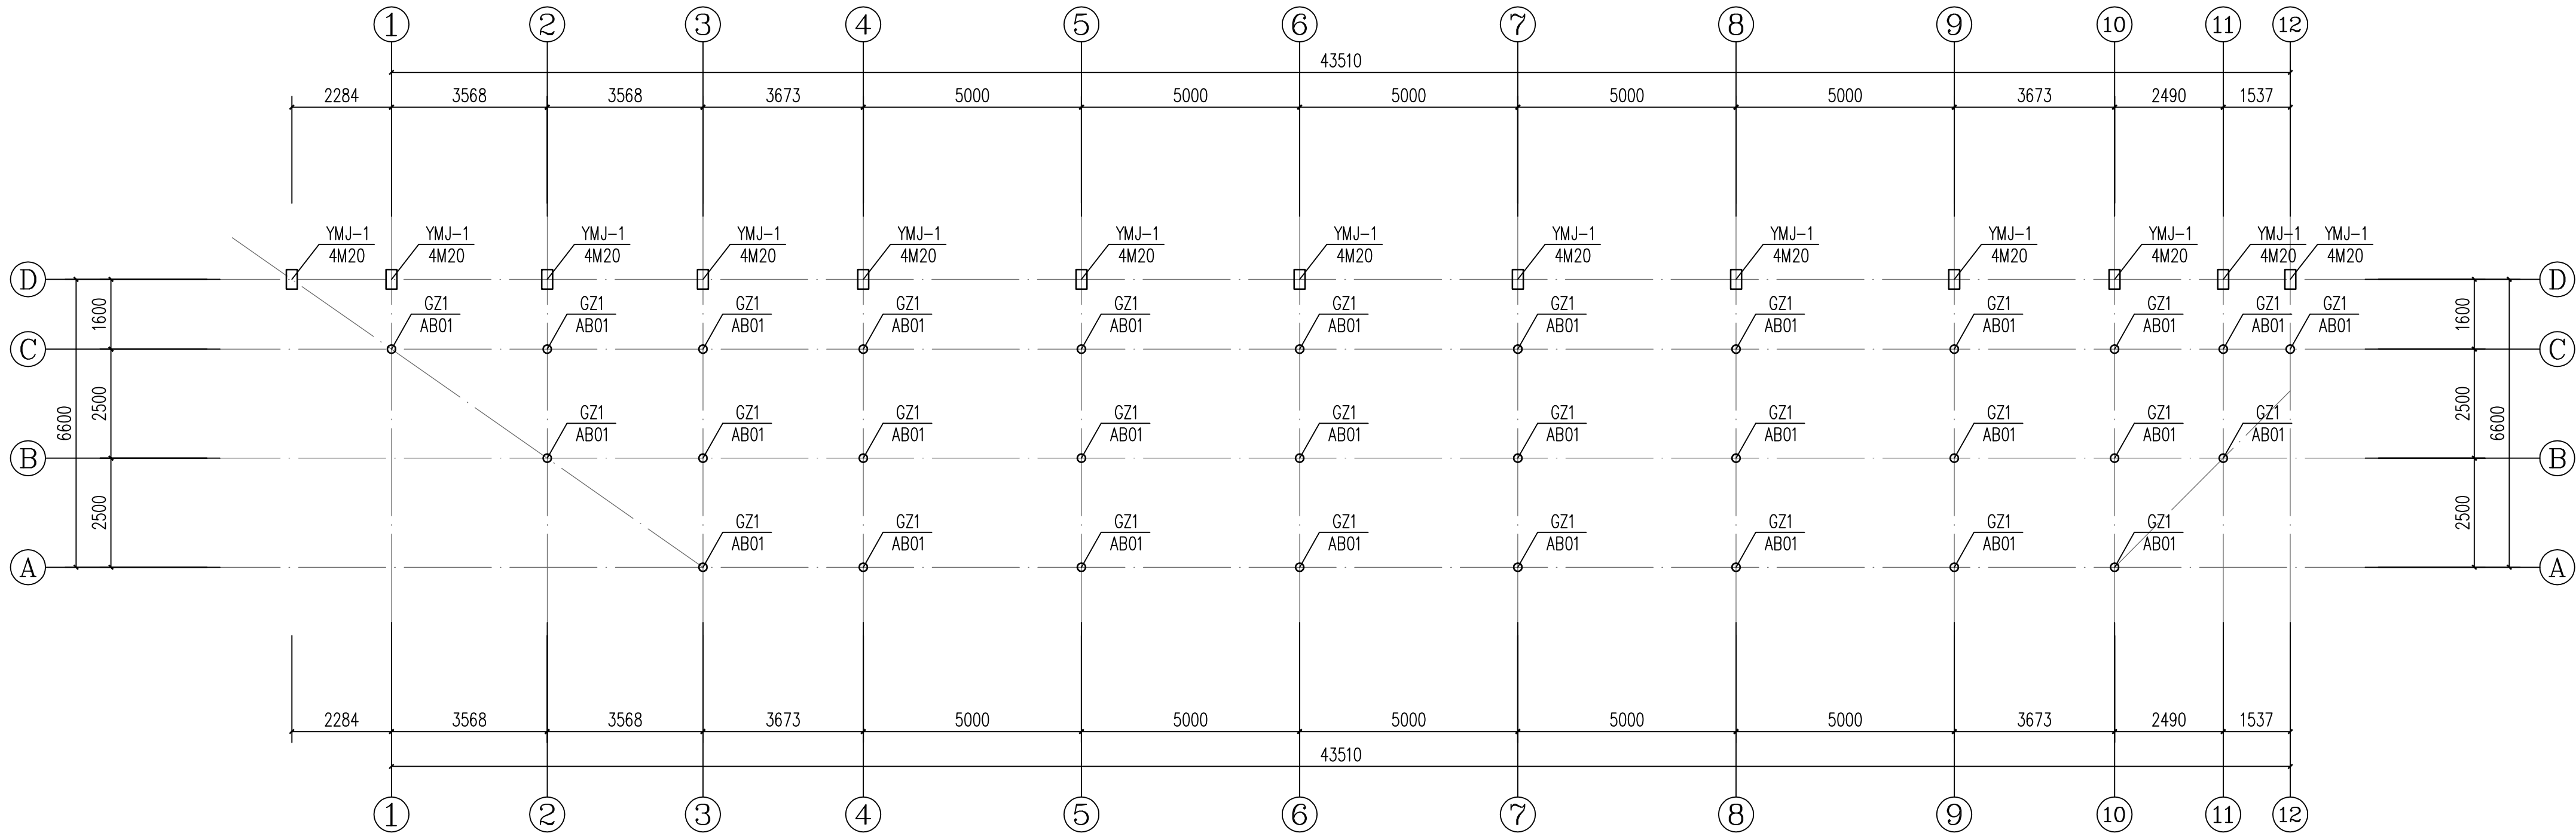 1 2 3 4 5 6 7 8 9 10 11 12
43510
2284 3568 3568 3673 5000 5000 5000 5000 5000 3673 2490 1537
YMJ-1 YMJ-1 YMJ-1 YMJ-1 YMJ-1 YMJ-1 YMJ-1 YMJ-1 YMJ-1 YMJ-1 YMJ-1 YMJ-1 YMJ-1
4M20 4M20 4M20 4M20 4M20 4M20 4M20 4M20 4M20 4M20 4M20 4M20 4M20
D D
1600 1600
GZ1 GZ1 GZ1 GZ1 GZ1 GZ1 GZ1 GZ1 GZ1 GZ1 GZ1 GZ1
AB01 AB01 AB01 AB01 AB01 AB01 AB01 AB01 AB01 AB01 AB01 AB01
C C
2500 2500
6600 6600
GZ1 GZ1 GZ1 GZ1 GZ1 GZ1 GZ1 GZ1 GZ1 GZ1
AB01 AB01 AB01 AB01 AB01 AB01 AB01 AB01 AB01 AB01
B B
2500 2500
GZ1 GZ1 GZ1 GZ1 GZ1 GZ1 GZ1 GZ1
AB01 AB01 AB01 AB01 AB01 AB01 AB01 AB01
A A
2284 3568 3568 3673 5000 5000 5000 5000 5000 3673 2490 1537
43510
1 2 3 4 5 6 7 8 9 10 11 12